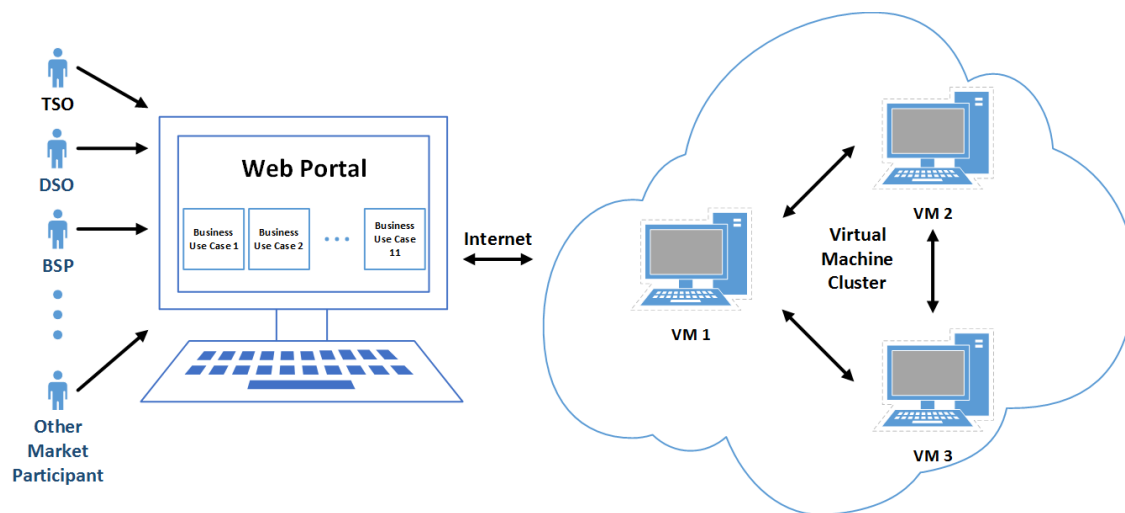 TSO
DSO
BSP
Other
Market
Participant
Web Portal
Business
Use Case 1
Business
Use Case 2
Business
Use Case
11
Internet
VM 1
VM 2
Virtual
Machine
Cluster
VM 3